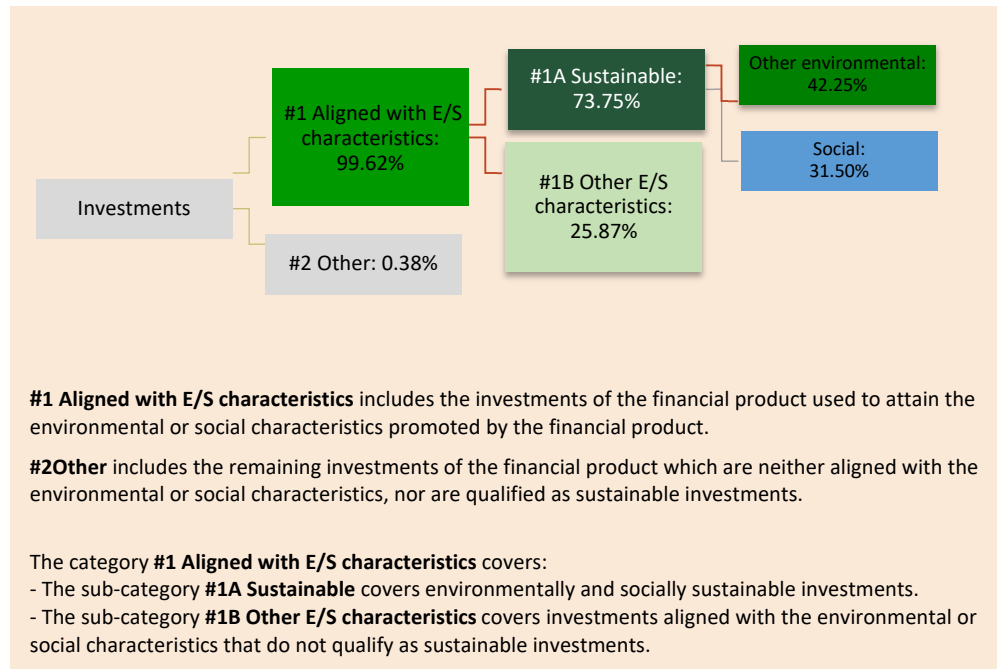 Investments
#1 Aligned with E/S
characteristics:
99.62%
#2 Other: 0.38%
#1A Sustainable:
73.75%
#1B Other E/S
characteristics:
25.87%
Other environmental:
42.25%
Social:
31.50%
#1 Aligned with E/S characteristics includes the investments of the financial product used to attain the
environmental or social characteristics promoted by the financial product.
#2Other includes the remaining investments of the financial product which are neither aligned with the
environmental or social characteristics, nor are qualified as sustainable investments.
The category #1 Aligned with E/S characteristics covers:
- The sub-category #1A Sustainable covers environmentally and socially sustainable investments.
- The sub-category #1B Other E/S characteristics covers investments aligned with the environmental or
social characteristics that do not qualify as sustainable investments.